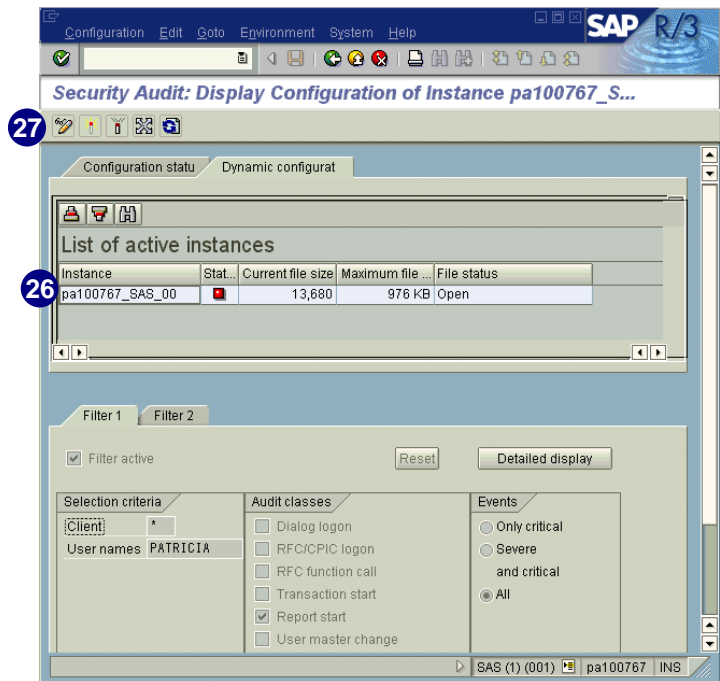 Configuration Edit Goto Environment System Help
SAP R/3
Security Audit: Display Configuration of Instance pa100767_S...
27
Configuration statu Dynamic configurat
List of active instances
Instance Stat... Current file size Maximum file ... File status
26
pa100767_SAS_00 13,680 976 KB Open
Filter 1 Filter 2
Filter active Reset Detailed display
Selection criteria Audit classes Events
Client * Dialog logon Only critical
User names PATRICIA RFC/CPIC logon Severe
RFC function call and critical
Transaction start All
Report start
User master change
SAS (1) (001) pa100767 INS